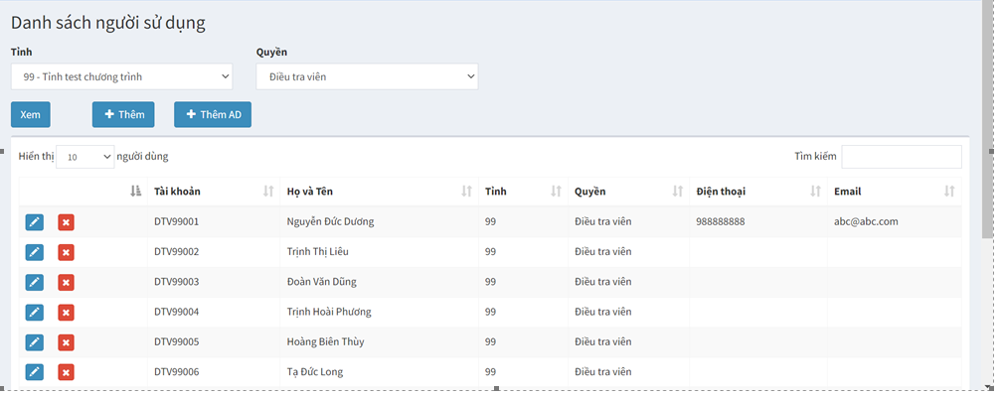 Danh sách người sử dụng
Tỉnh Quyền
99 - Tỉnh test chương trình Điều tra viên
Xem Thêm Thêm AD
Hiển thị 10 người dùng Tìm kiếm
Tài khoản Họ và Tên Tỉnh Quyền Điện thoại Email
DTV99001 Nguyễn Đức Dương 99 Điều tra viên 988888888 abc@abc.com
DTV99002 Trịnh Thị Liêu 99 Điều tra viên
DTV99003 Đoàn Văn Dũng 99 Điều tra viên
DTV99004 Trịnh Hoài Phương 99 Điều tra viên
DTV99005 Hoàng Biên Thùy 99 Điều tra viên
DTV99006 Tạ Đức Long 99 Điều tra viên